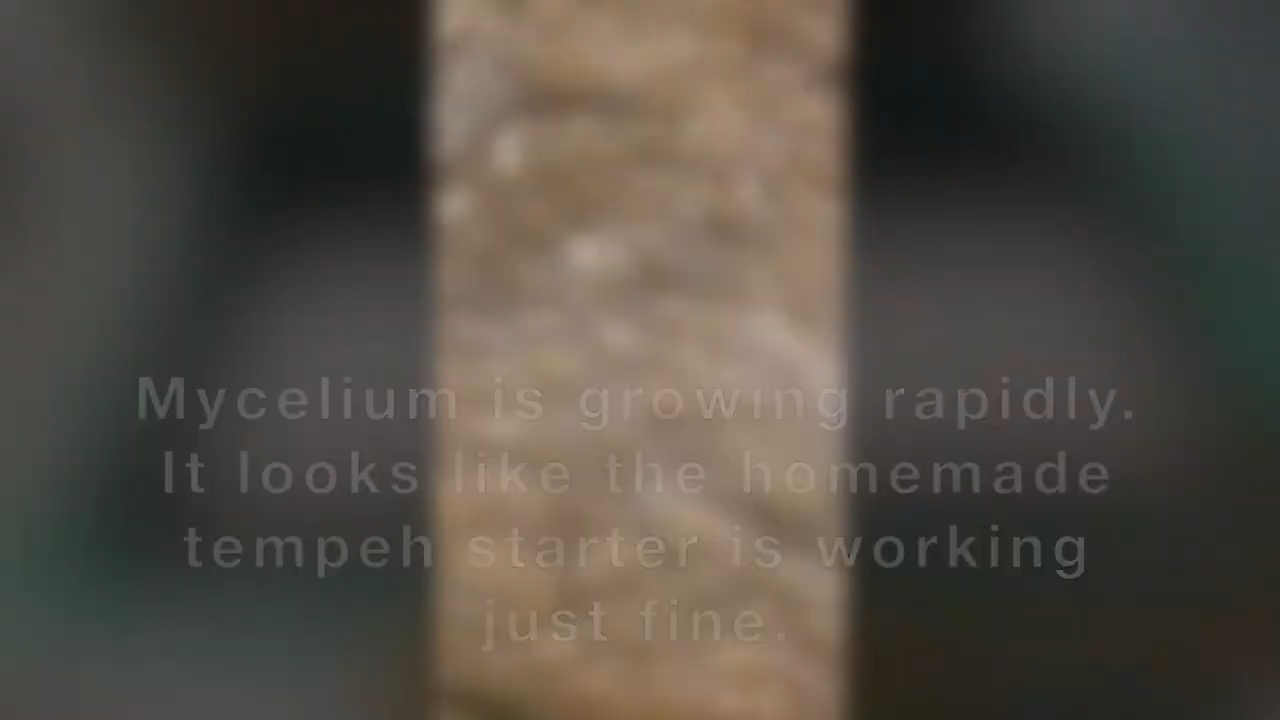 Mycelium is growing rapidly.
It looks like the homemade
tempeh starter is working
just fine.